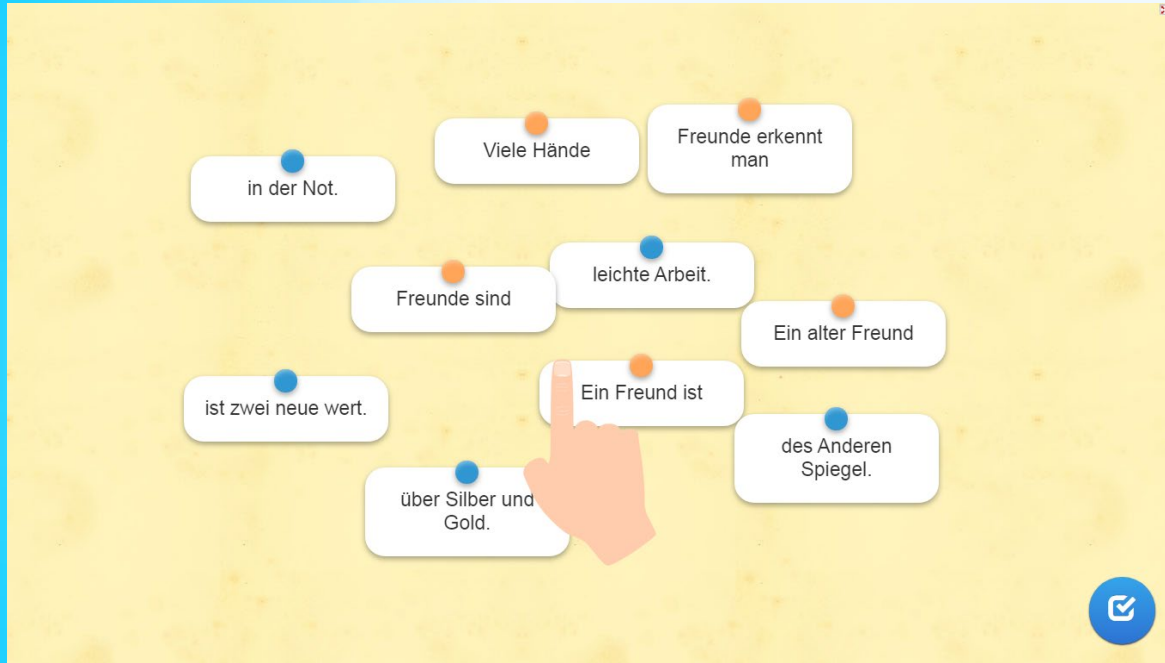 Viele Hände
Freunde erkennt
man
in der Not.
leichte Arbeit.
Freunde sind
Ein alter Freund
Ein Freund ist
ist zwei neue wert.
des Anderen
Spiegel.
über Silber und
Gold.